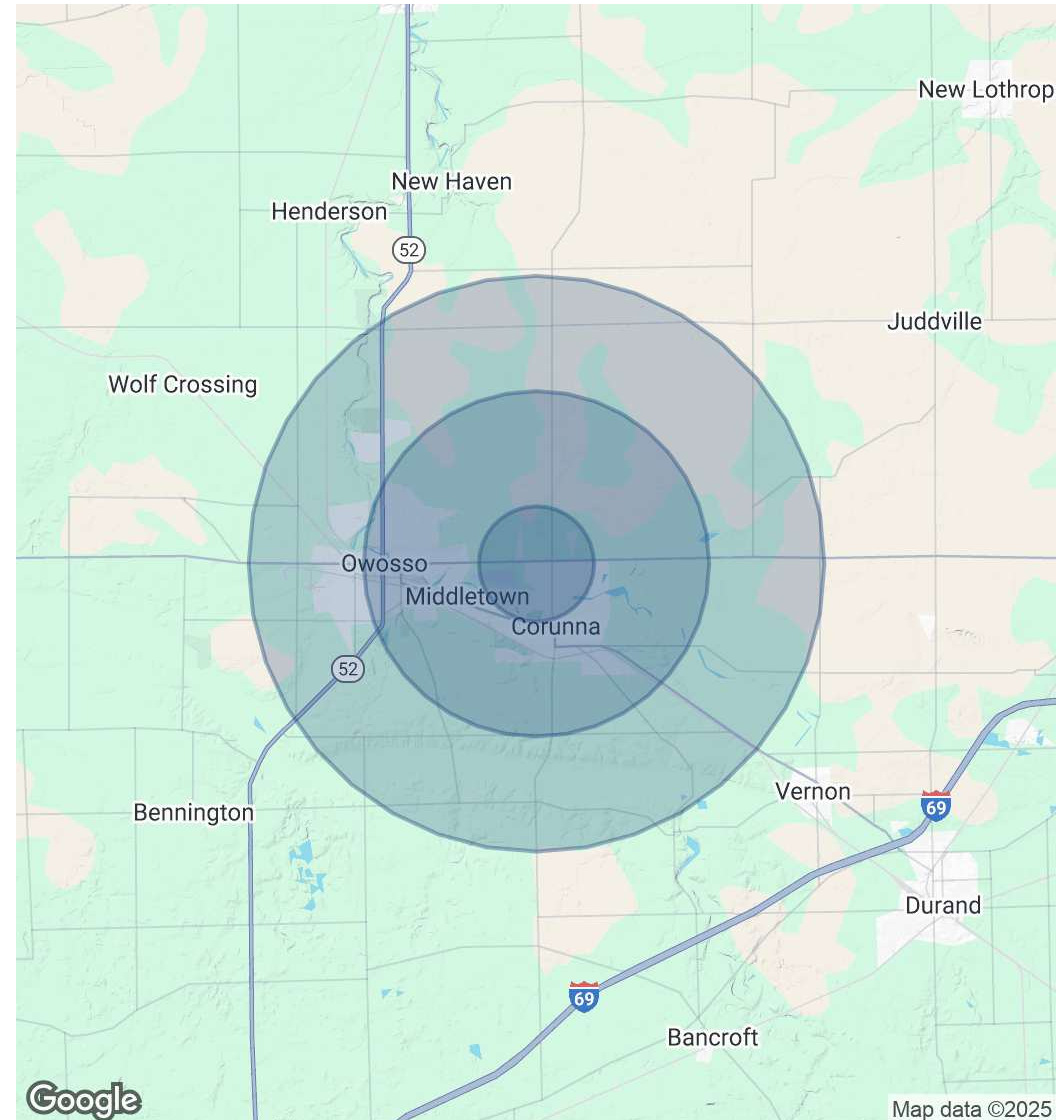 New Lothrop
New Haven
Henderson
52
Juddville
Wolf Crossing
Owosso
Middletown
Corunna
52
Vernon
69
Bennington
Durand
69
Bancroft
Google
Map data ©2025